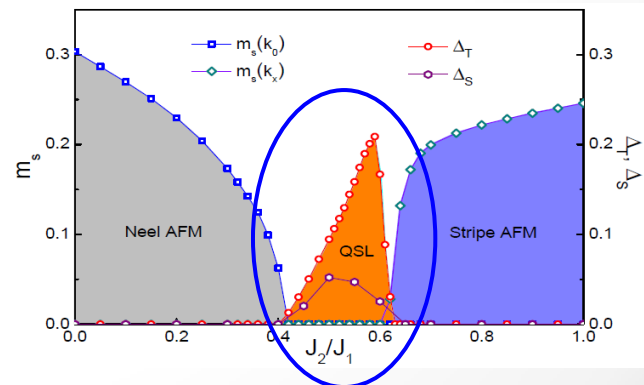 m_s(k_0)
m_s(k_x)
Δ_T
Δ_S
0.3
0.2
0.1
0.0
m_s
0.3
0.2
0.1
0.0
Δ_T, Δ_S
Neel AFM
QSL
Stripe AFM
0.0 0.2 0.4 0.6 0.8 1.0
J_2/J_1